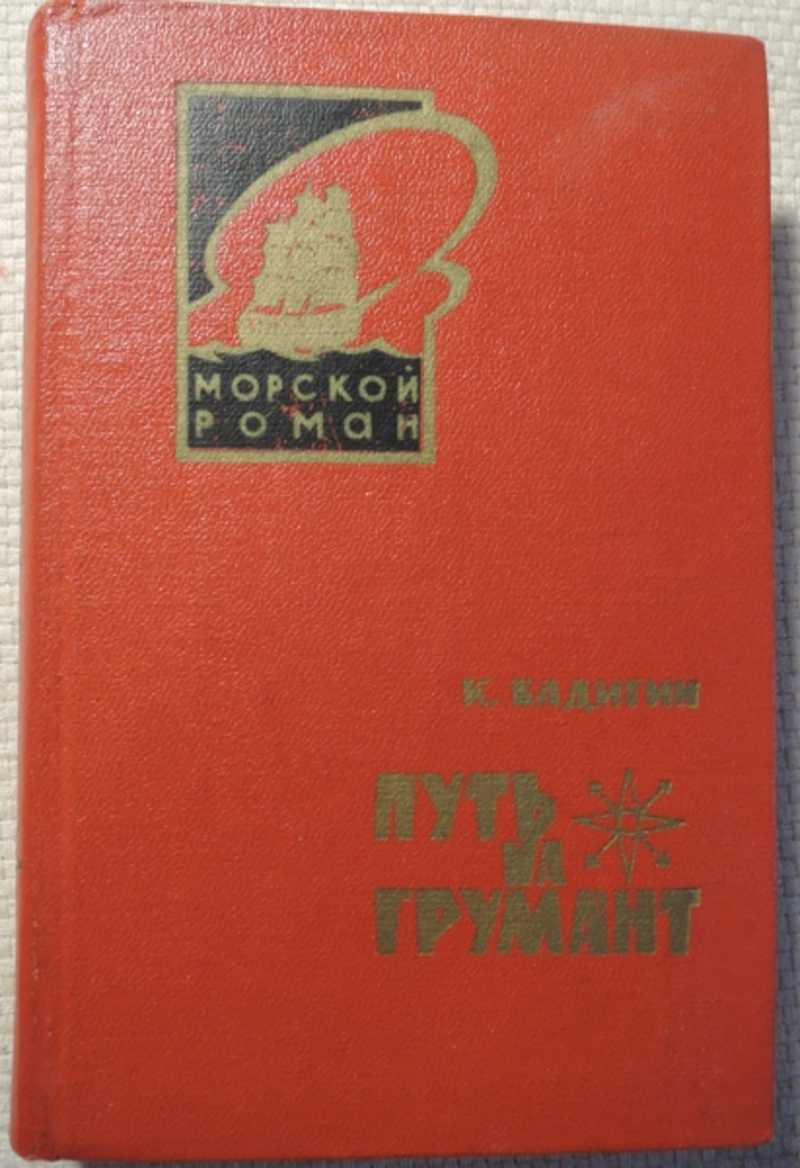 МОРСКОЙ
РОМАН
К. БАДИГИН
ПУТЬ
НА
ГРУМАНТ